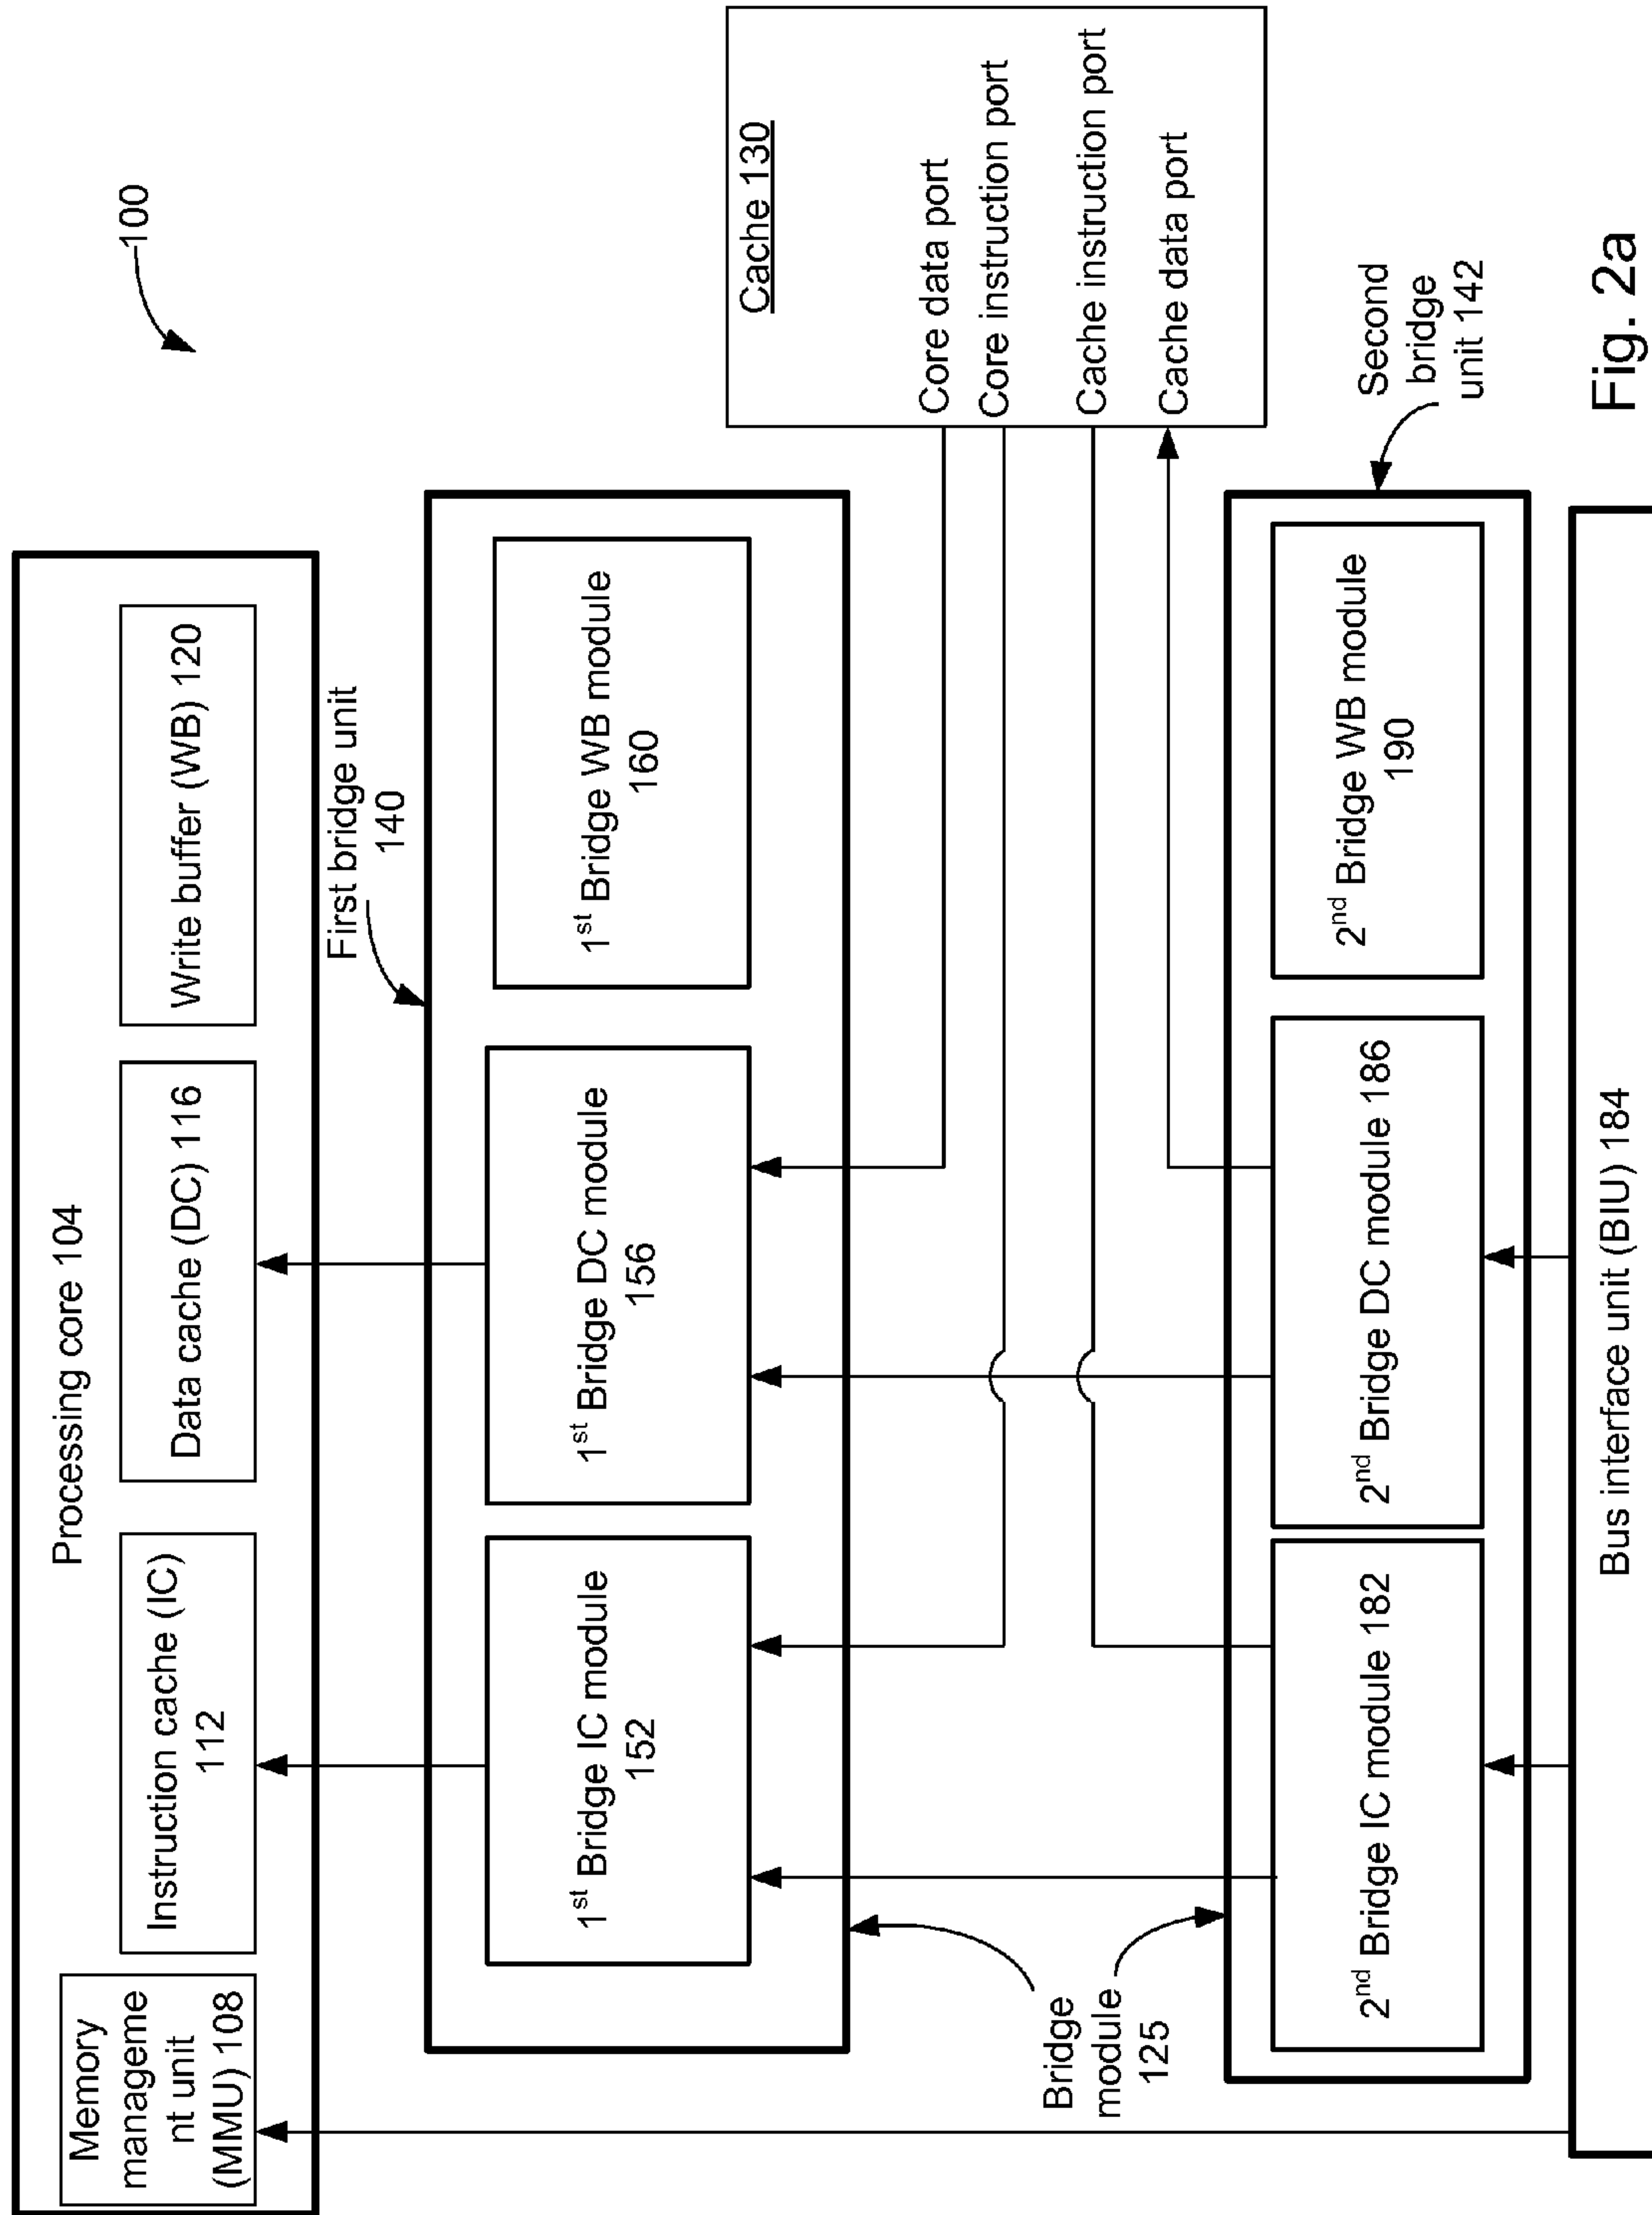 100
Processing core 104
Memory
manageme
nt unit
(MMU) 108
Instruction cache (IC)
112
Data cache (DC) 116
Write buffer (WB) 120
First bridge unit
140
1st Bridge IC module
152
1st Bridge DC module
156
1st Bridge WB module
160
Cache 130
Core data port
Core instruction port
Cache instruction port
Cache data port
Bridge
module
125
Second
bridge
unit 142
2nd Bridge IC module 182
2nd Bridge DC module 186
2nd Bridge WB module
190
Bus interface unit (BIU) 184
Fig. 2a